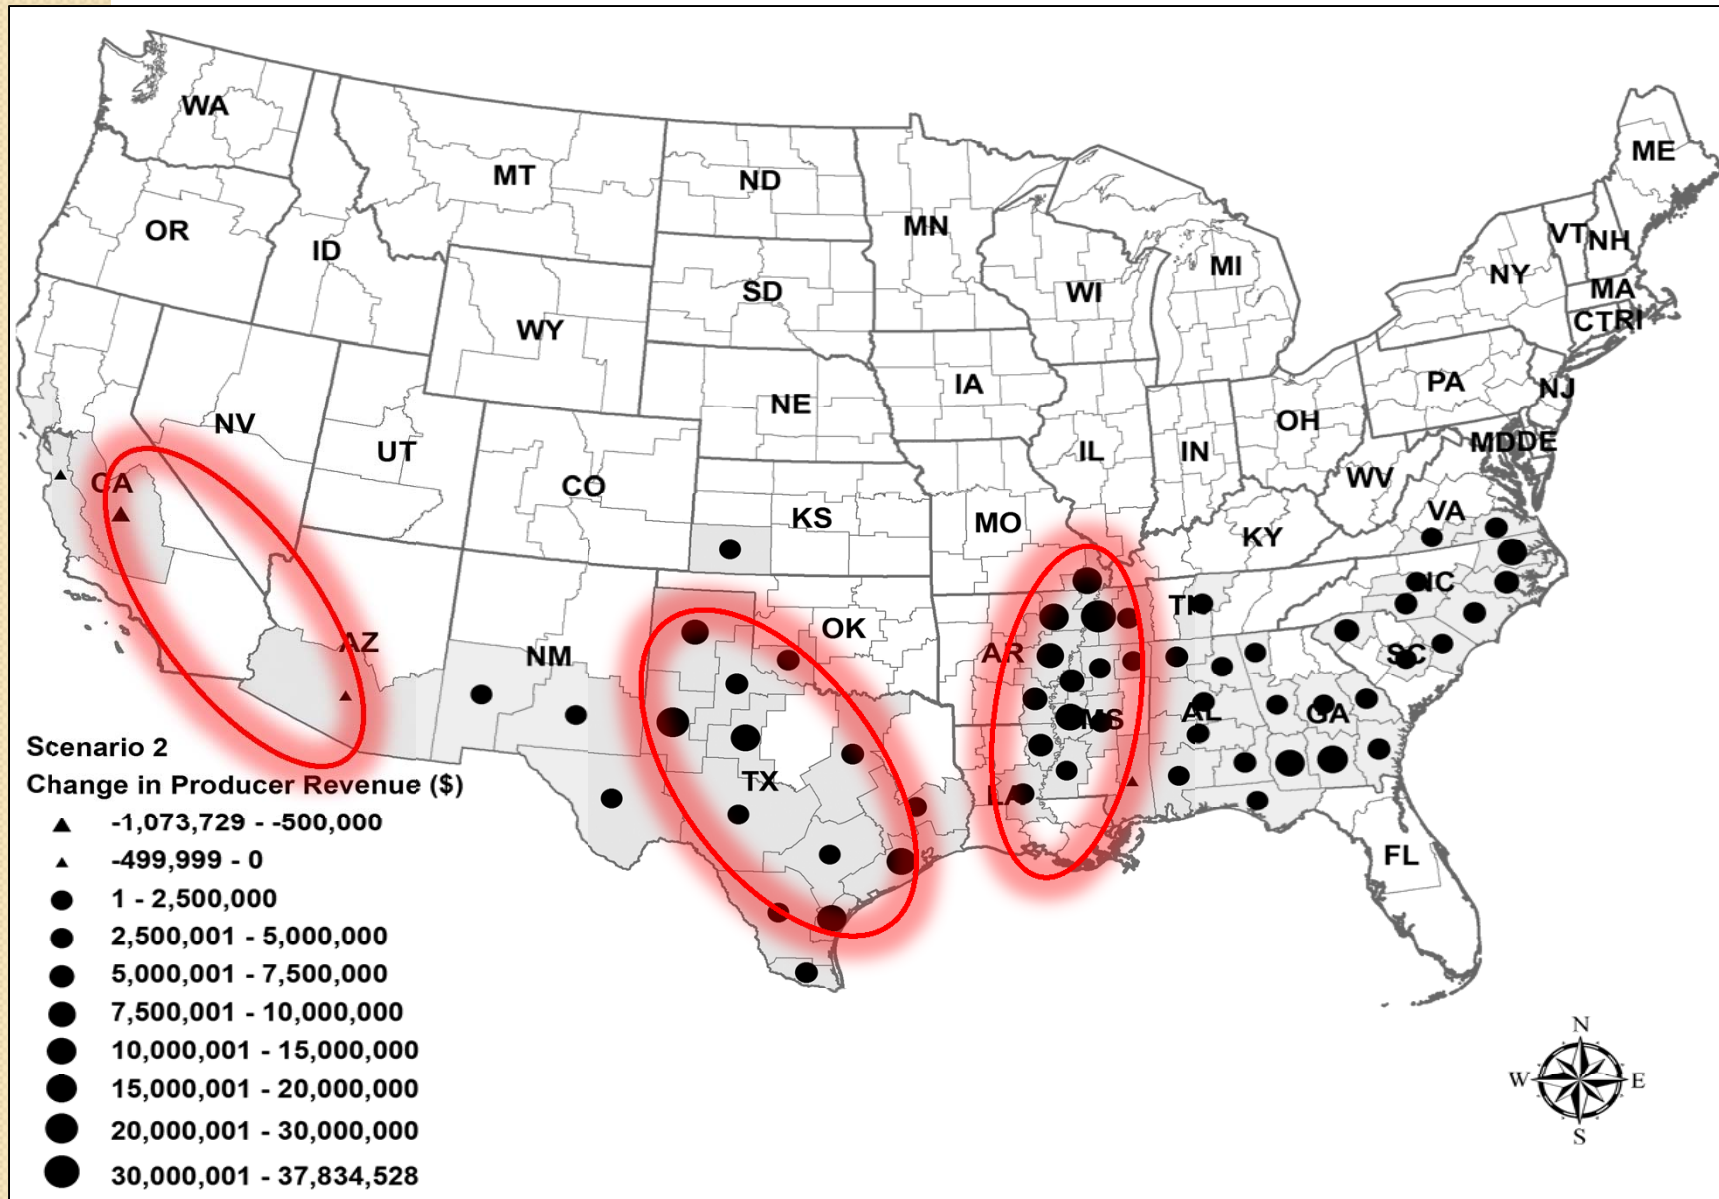 WA
MT
ND
MN
ME
OR
ID
SD
WI
MI
VT
NH
NY
MA
CT
RI
WY
IA
NE
PA
NJ
NV
UT
CO
IL
IN
OH
MD
DE
WV
CA
KS
MO
KY
VA
AZ
NM
OK
AR
TN
NC
SC
TX
MS
AL
GA
LA
FL
Scenario 2
Change in Producer Revenue ($)
-1,073,729 - -500,000
-499,999 - 0
1 - 2,500,000
2,500,001 - 5,000,000
5,000,001 - 7,500,000
7,500,001 - 10,000,000
10,000,001 - 15,000,000
15,000,001 - 20,000,000
20,000,001 - 30,000,000
30,000,001 - 37,834,528
N
W
E
S